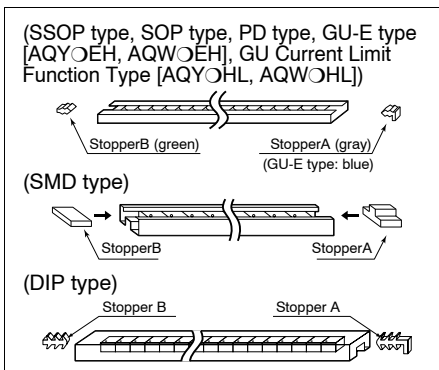 (SSOP type, SOP type, PD type, GU-E type
[AQY❍EH, AQW❍EH], GU Current Limit
Function Type [AQY❍HL, AQW❍HL])
StopperB (green) StopperA (gray)
(GU-E type: blue)
(SMD type)
StopperB StopperA
(DIP type)
Stopper B Stopper A